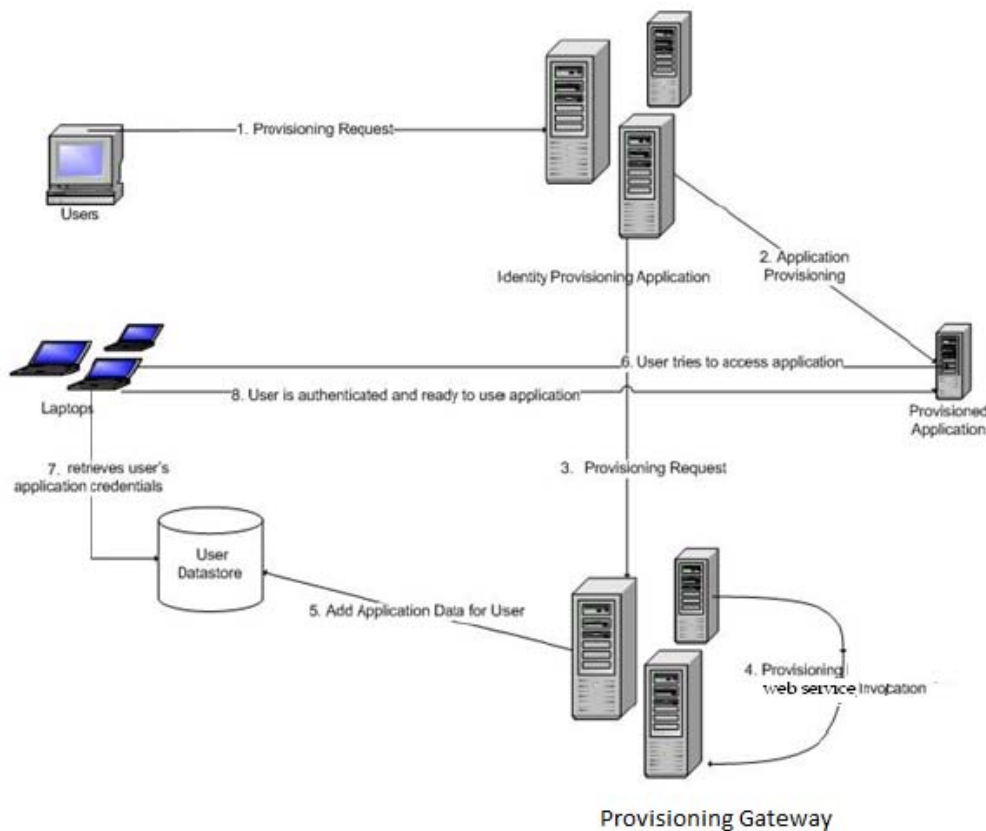 1. Provisioning Request
Users
2. Application
Provisioning
Identity Provisioning Application
6. User tries to access application
8. User is authenticated and ready to use application
Laptops
Provisioned
Application
7. retrieves user's
application credentials
3. Provisioning Request
User
Datastore
5. Add Application Data for User
4. Provisioning
web service Invocation
Provisioning Gateway